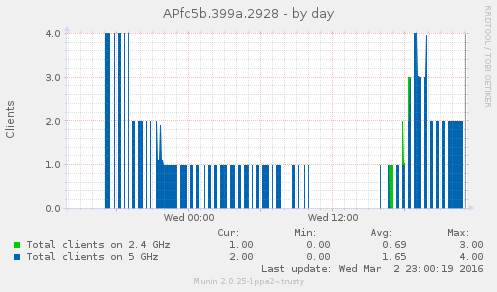 APfc5b.399a.2928 - by day
4.0
3.0
2.0
1.0
0.0
Clients
Wed 00:00 Wed 12:00
Cur: Min: Avg: Max:
Total clients on 2.4 GHz 1.00 0.00 0.69 3.00
Total clients on 5 GHz 2.00 0.00 1.65 4.00
Last update: Wed Mar 2 23:00:19 2016
Munin 2.0.25-1ppa2~trusty
RRDTOOL / TOBI OETIKER